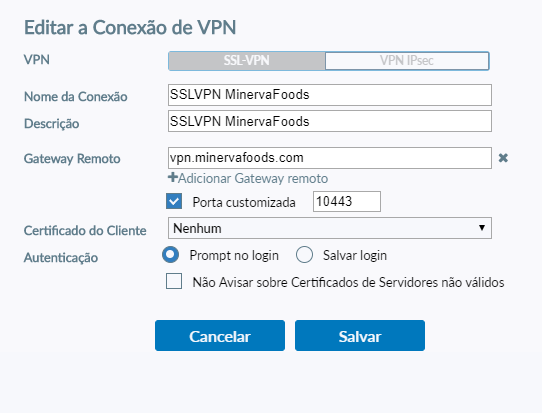 Editar a Conexão de VPN
VPN SSL-VPN VPN IPsec
Nome da Conexão SSLVPN MinervaFoods
Descrição SSLVPN MinervaFoods
Gateway Remoto vpn.minervafoods.com ✖
+Adicionar Gateway remoto
Porta customizada 10443
Certificado do Cliente Nenhum
Autenticação Prompt no login Salvar login
Não Avisar sobre Certificados de Servidores não válidos
Cancelar Salvar